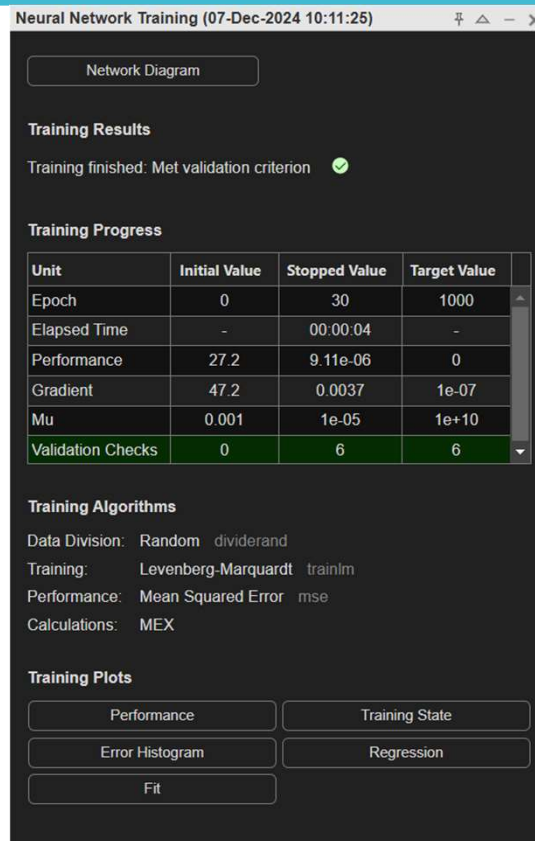 Neural Network Training (07-Dec-2024 10:11:25)
Network Diagram
Training Results
Training finished: Met validation criterion
Training Progress
Unit Initial Value Stopped Value Target Value
Epoch 0 30 1000
Elapsed Time - 00:00:04 -
Performance 27.2 9.11e-06 0
Gradient 47.2 0.0037 1e-07
Mu 0.001 1e-05 1e+10
Validation Checks 0 6 6
Training Algorithms
Data Division: Random dividerand
Training: Levenberg-Marquardt trainlm
Performance: Mean Squared Error mse
Calculations: MEX
Training Plots
Performance Training State
Error Histogram Regression
Fit